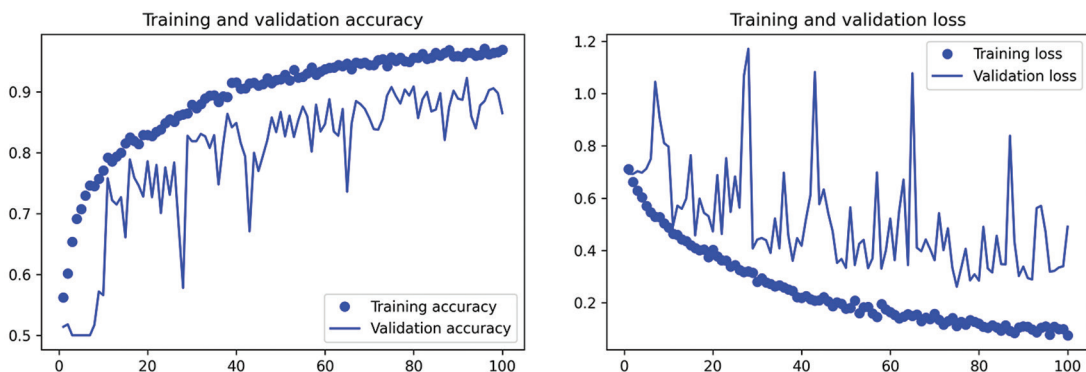 Training and validation accuracy
0.9
0.8
0.7
0.6
0.5
Training accuracy
Validation accuracy
0 20 40 60 80 100
Training and validation loss
1.2
1.0
0.8
0.6
0.4
0.2
Training loss
Validation loss
0 20 40 60 80 100